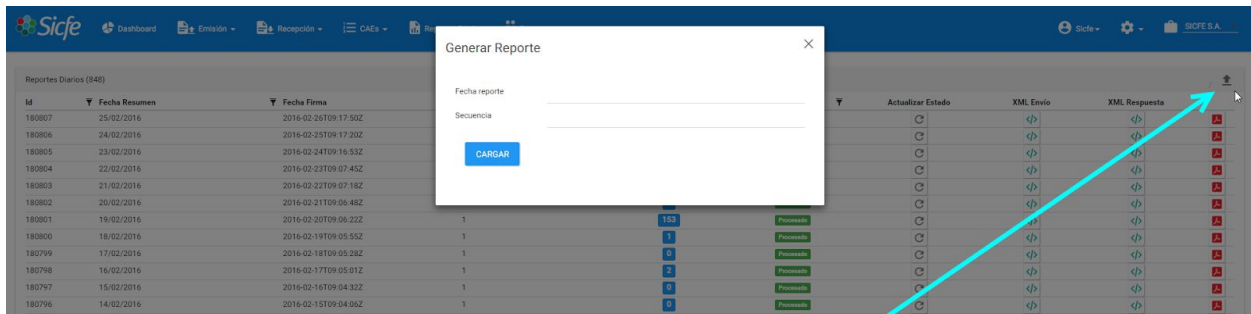 Sicfe Dashboard Emisión Recepción CAEs Sicfe SICFE S.A.
Generar Reporte
Reportes Diarios (848)
Fecha reporte
Id Fecha Resumen Fecha Firma Actualizar Estado XML Envío XML Respuesta
180807 25/02/2016 2016-02-26T09:17:50Z
Secuencia
180806 24/02/2016 2016-02-25T09:17:20Z
180805 23/02/2016 2016-02-24T09:16:53Z
CARGAR
180804 22/02/2016 2016-02-23T09:07:45Z
180803 21/02/2016 2016-02-22T09:07:18Z
180802 20/02/2016 2016-02-21T09:06:48Z
180801 19/02/2016 2016-02-20T09:06:22Z 1 153 Procesado
180800 18/02/2016 2016-02-19T09:05:55Z 1 1 Procesado
180799 17/02/2016 2016-02-18T09:05:28Z 1 0 Procesado
180798 16/02/2016 2016-02-17T09:05:01Z 1 2 Procesado
180797 15/02/2016 2016-02-16T09:04:32Z 1 0 Procesado
180796 14/02/2016 2016-02-15T09:04:06Z 1 0 Procesado